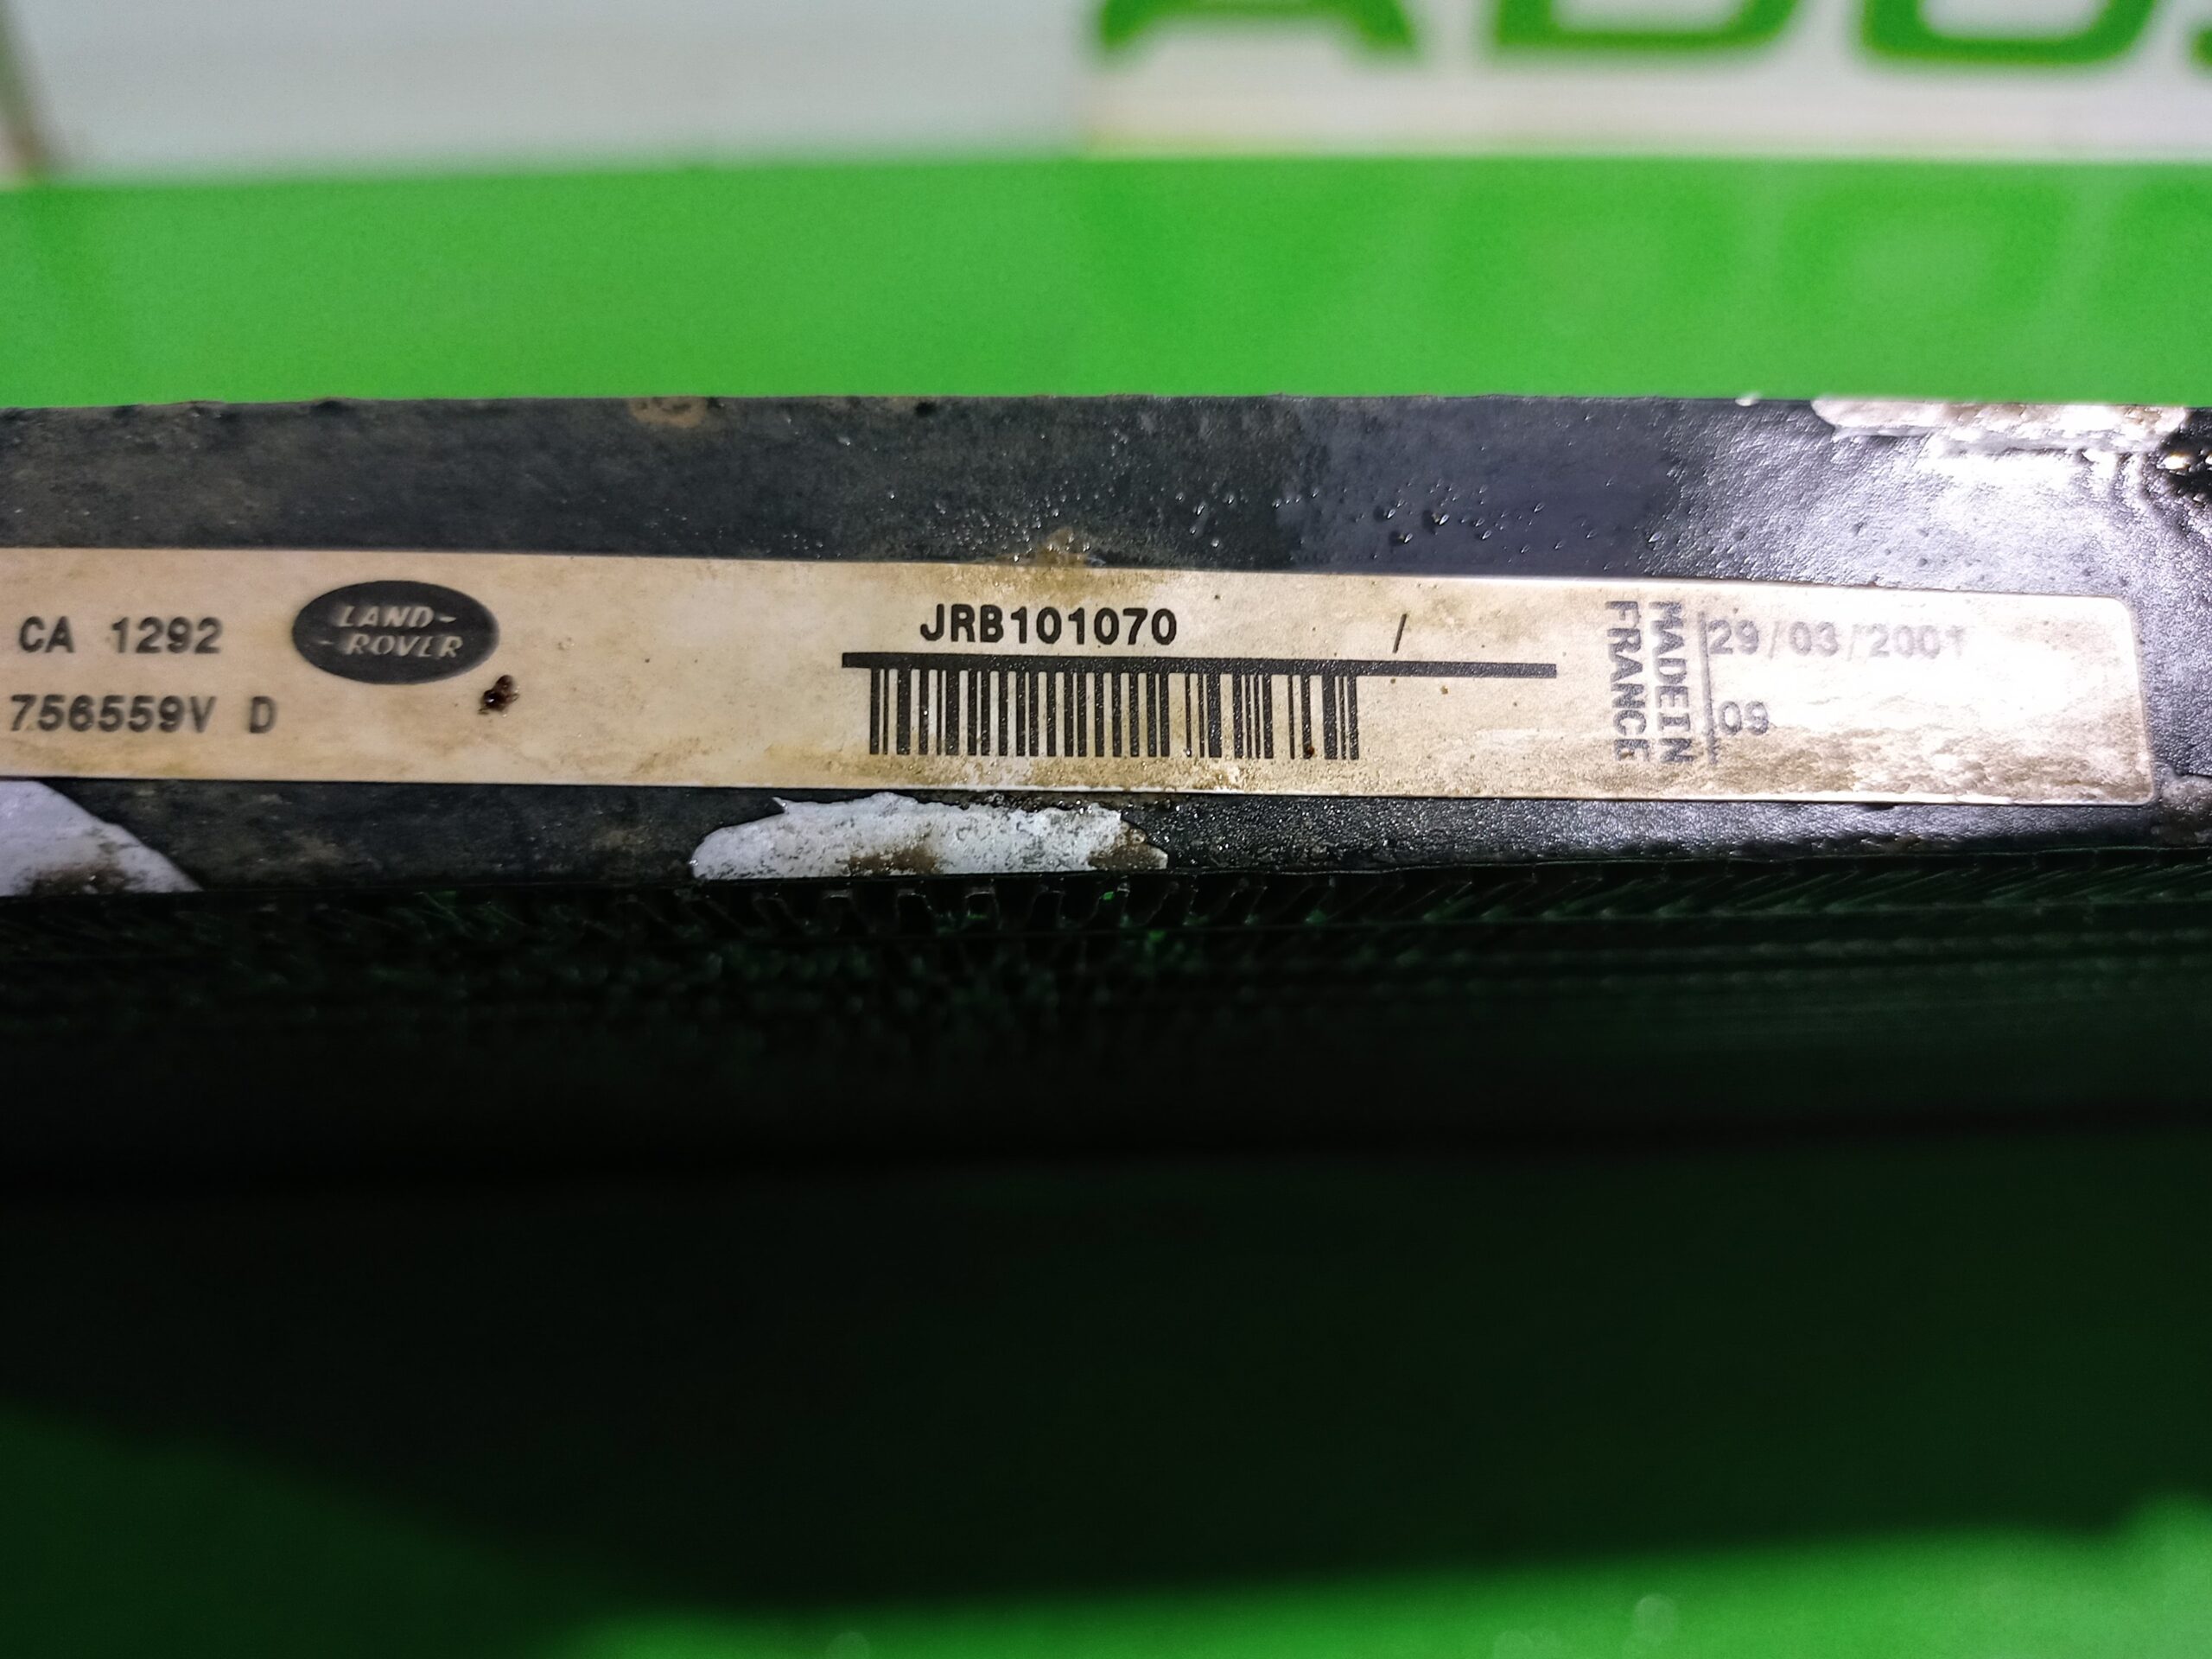 CA 1292
756559V D
LAND-
-ROVER
JRB101070 /
MADE IN
FRANCE
29/03/2001
09